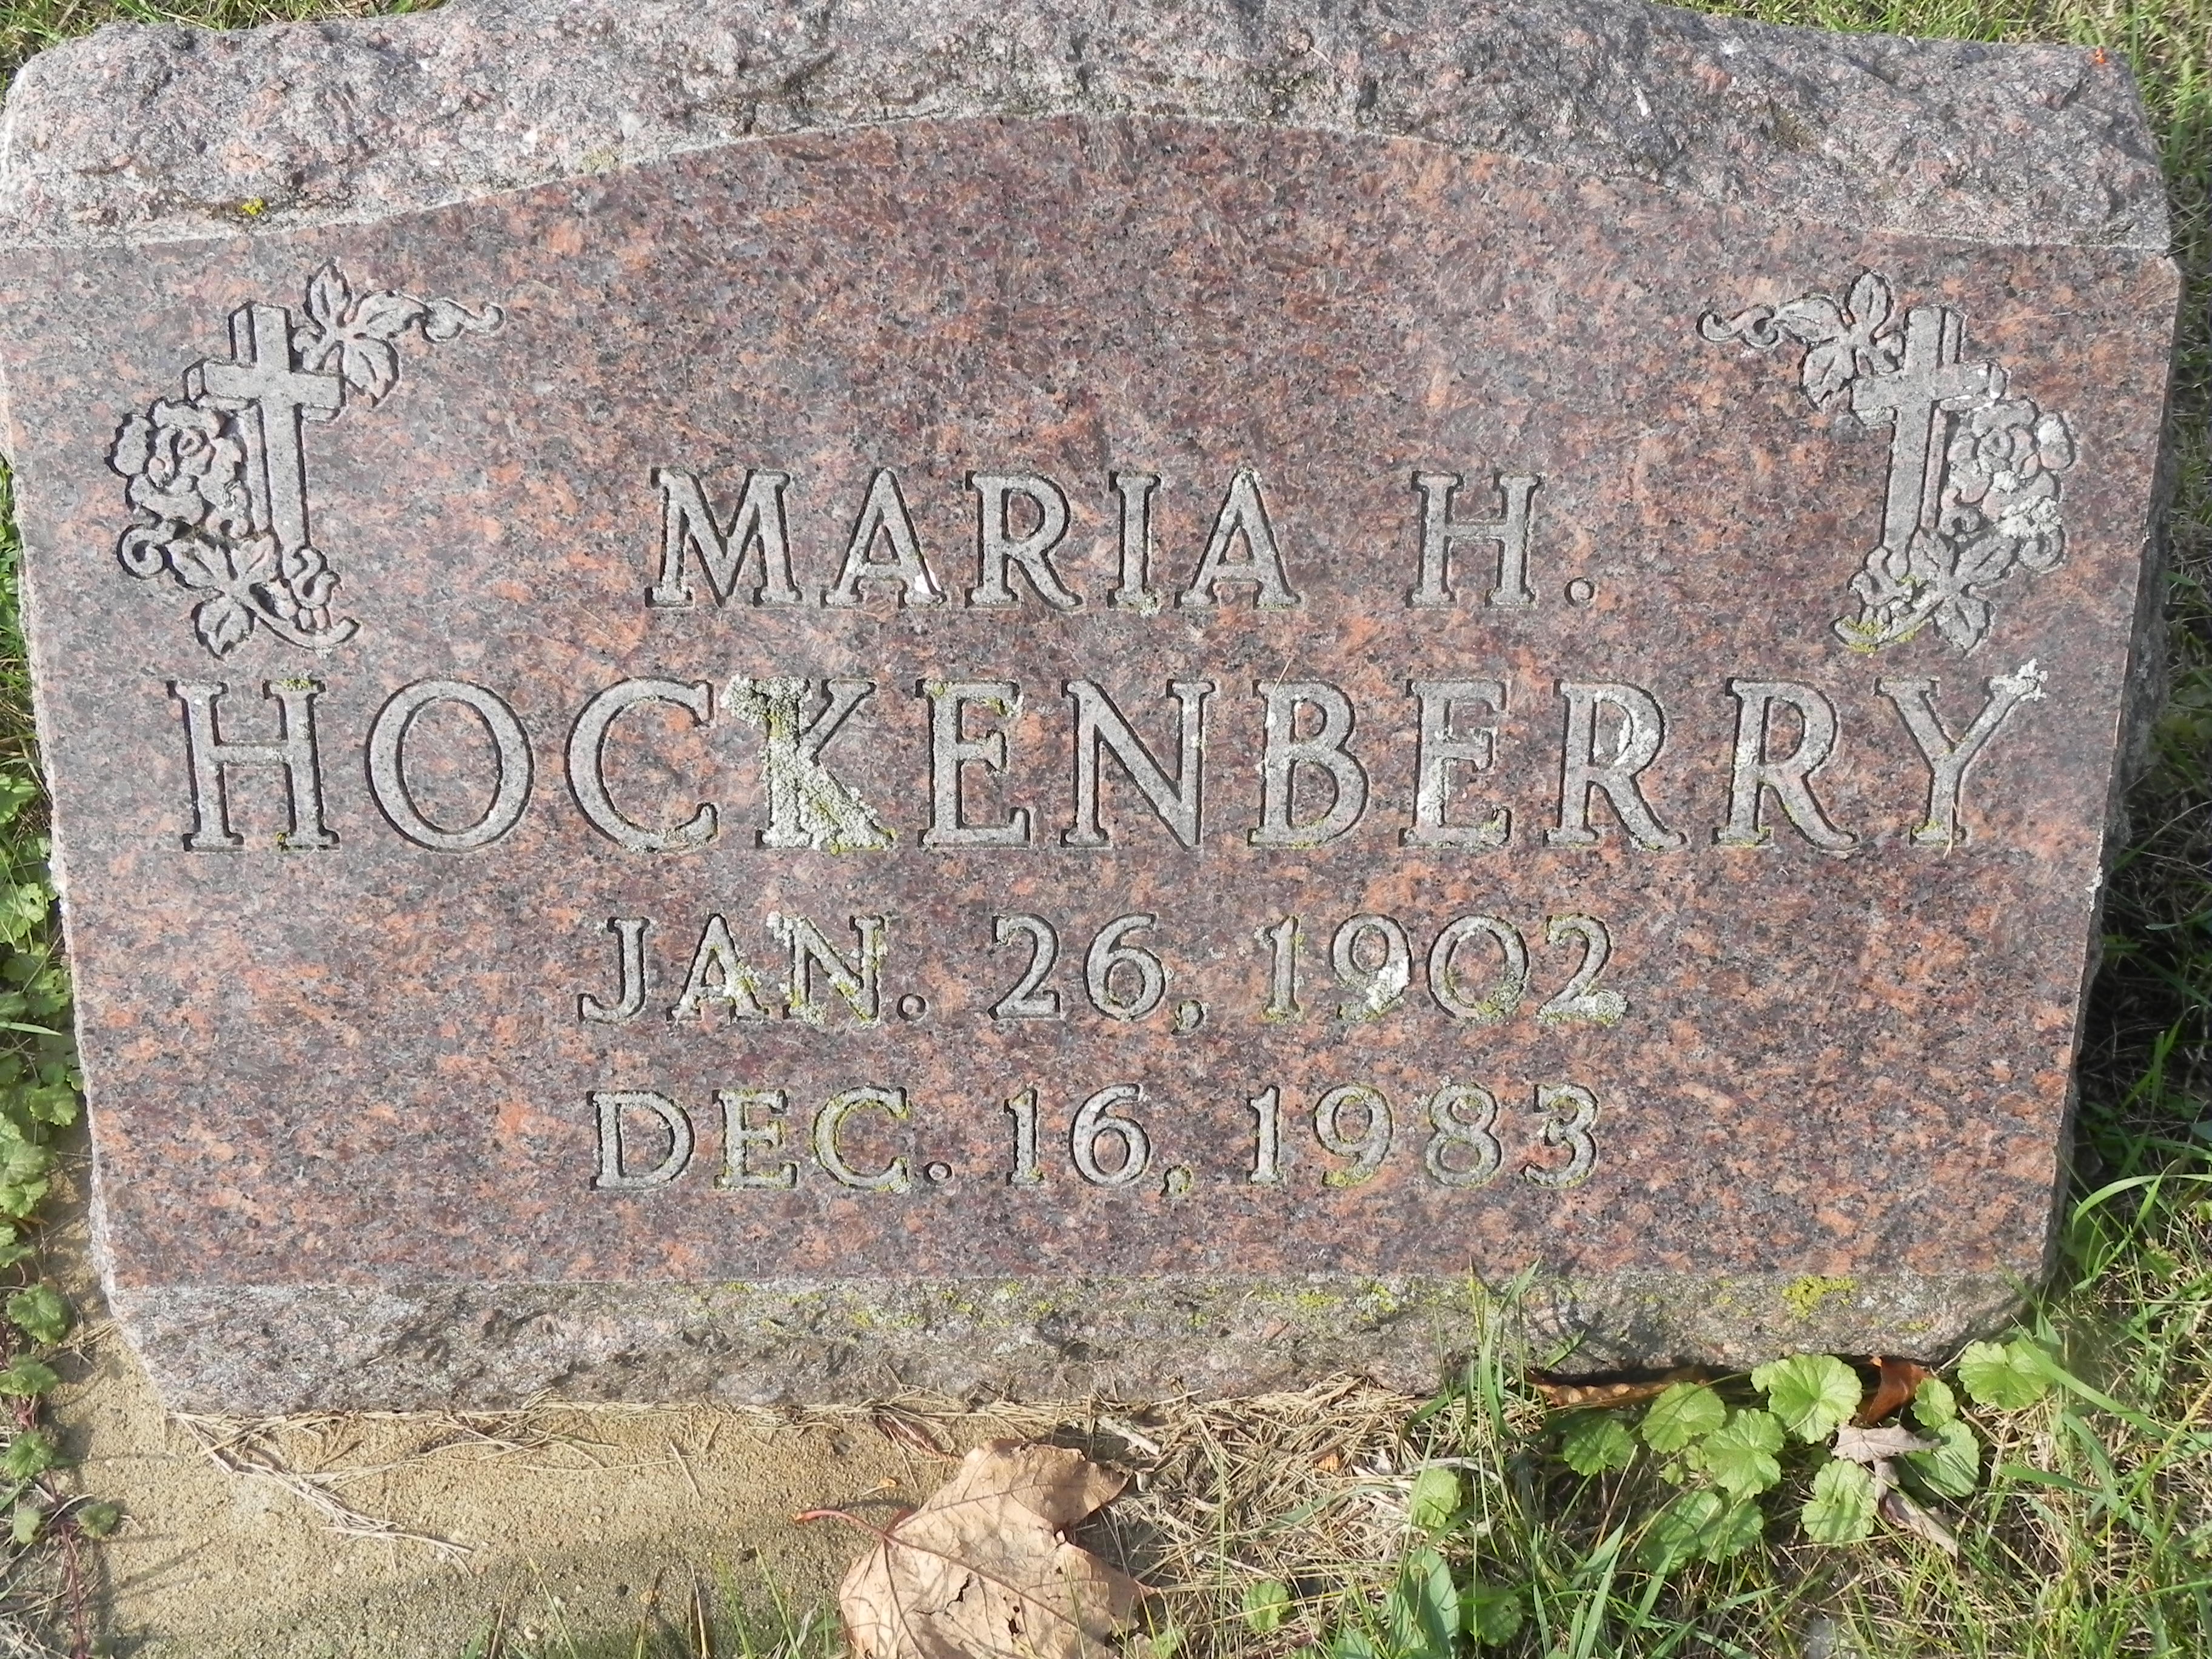 MARIA H.
HOCKENBERRY
JAN. 26, 1902
DEC. 16, 1983